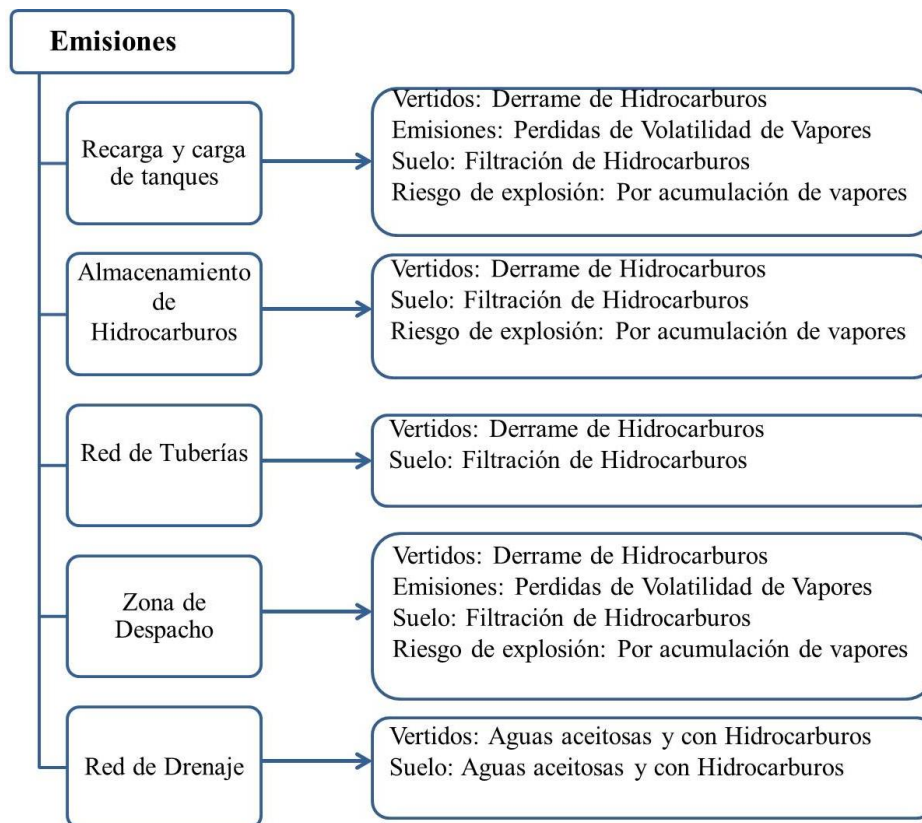 Emisiones
Recarga y carga
de tanques
Vertidos: Derrame de Hidrocarburos
Emisiones: Perdidas de Volatilidad de Vapores
Suelo: Filtración de Hidrocarburos
Riesgo de explosión: Por acumulación de vapores
Almacenamiento
de
Hidrocarburos
Vertidos: Derrame de Hidrocarburos
Suelo: Filtración de Hidrocarburos
Riesgo de explosión: Por acumulación de vapores
Red de Tuberías
Vertidos: Derrame de Hidrocarburos
Suelo: Filtración de Hidrocarburos
Zona de
Despacho
Vertidos: Derrame de Hidrocarburos
Emisiones: Perdidas de Volatilidad de Vapores
Suelo: Filtración de Hidrocarburos
Riesgo de explosión: Por acumulación de vapores
Red de Drenaje
Vertidos: Aguas aceitosas y con Hidrocarburos
Suelo: Aguas aceitosas y con Hidrocarburos